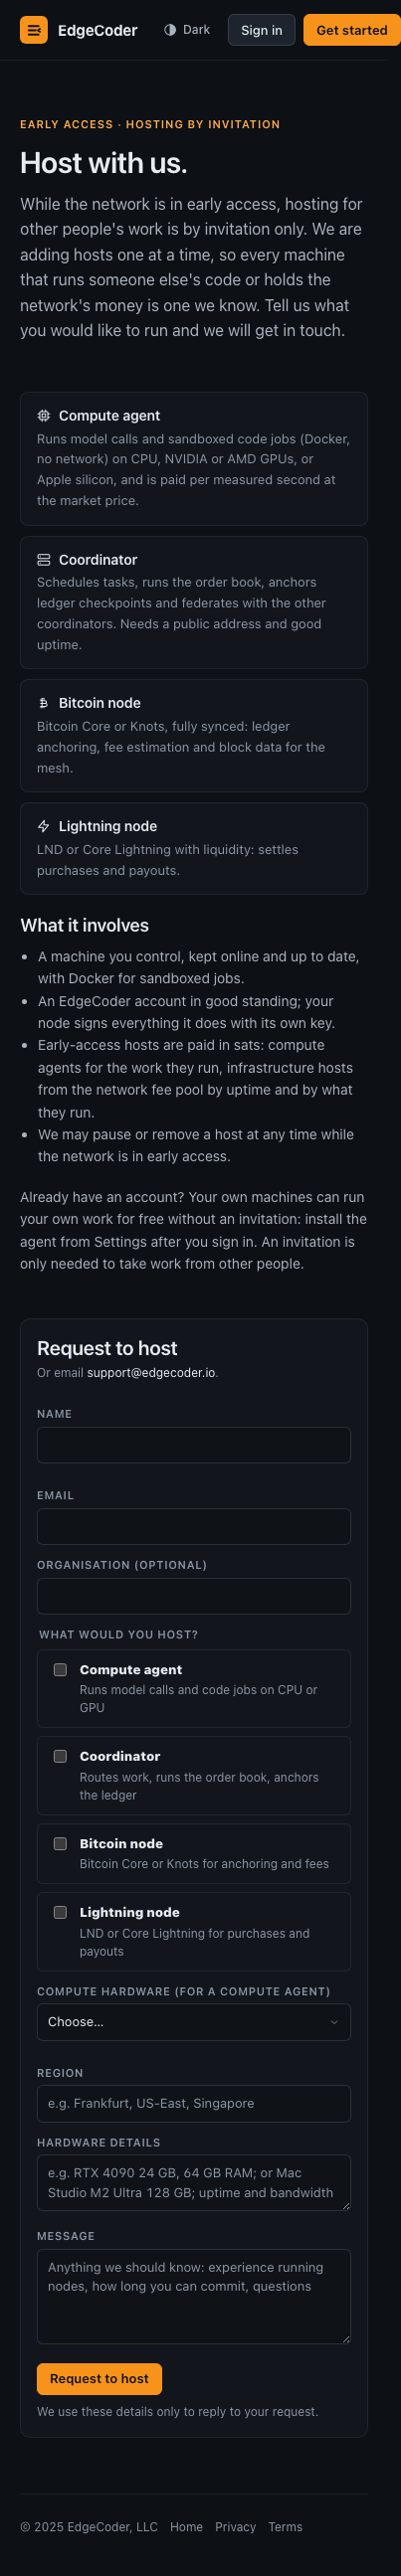 EdgeCoder
Dark
Sign in
Get started
EARLY ACCESS · HOSTING BY INVITATION
Host with us.
While the network is in early access, hosting for
other people's work is by invitation only. We are
adding hosts one at a time, so every machine
that runs someone else's code or holds the
network's money is one we know. Tell us what
you would like to run and we will get in touch.
Compute agent
Runs model calls and sandboxed code jobs (Docker,
no network) on CPU, NVIDIA or AMD GPUs, or
Apple silicon, and is paid per measured second at
the market price.
Coordinator
Schedules tasks, runs the order book, anchors
ledger checkpoints and federates with the other
coordinators. Needs a public address and good
uptime.
Bitcoin node
Bitcoin Core or Knots, fully synced: ledger
anchoring, fee estimation and block data for the
mesh.
Lightning node
LND or Core Lightning with liquidity: settles
purchases and payouts.
What it involves
• A machine you control, kept online and up to date,
with Docker for sandboxed jobs.
• An EdgeCoder account in good standing; your
node signs everything it does with its own key.
• Early-access hosts are paid in sats: compute
agents for the work they run, infrastructure hosts
from the network fee pool by uptime and by what
they run.
• We may pause or remove a host at any time while
the network is in early access.
Already have an account? Your own machines can run
your own work for free without an invitation: install the
agent from Settings after you sign in. An invitation is
only needed to take work from other people.
Request to host
Or email support@edgecoder.io.
NAME
EMAIL
ORGANISATION (OPTIONAL)
WHAT WOULD YOU HOST?
Compute agent
Runs model calls and code jobs on CPU or
GPU
Coordinator
Routes work, runs the order book, anchors
the ledger
Bitcoin node
Bitcoin Core or Knots for anchoring and fees
Lightning node
LND or Core Lightning for purchases and
payouts
COMPUTE HARDWARE (FOR A COMPUTE AGENT)
Choose...
REGION
e.g. Frankfurt, US-East, Singapore
HARDWARE DETAILS
e.g. RTX 4090 24 GB, 64 GB RAM; or Mac
Studio M2 Ultra 128 GB; uptime and bandwidth
MESSAGE
Anything we should know: experience running
nodes, how long you can commit, questions
Request to host
We use these details only to reply to your request.
© 2025 EdgeCoder, LLC
Home
Privacy
Terms